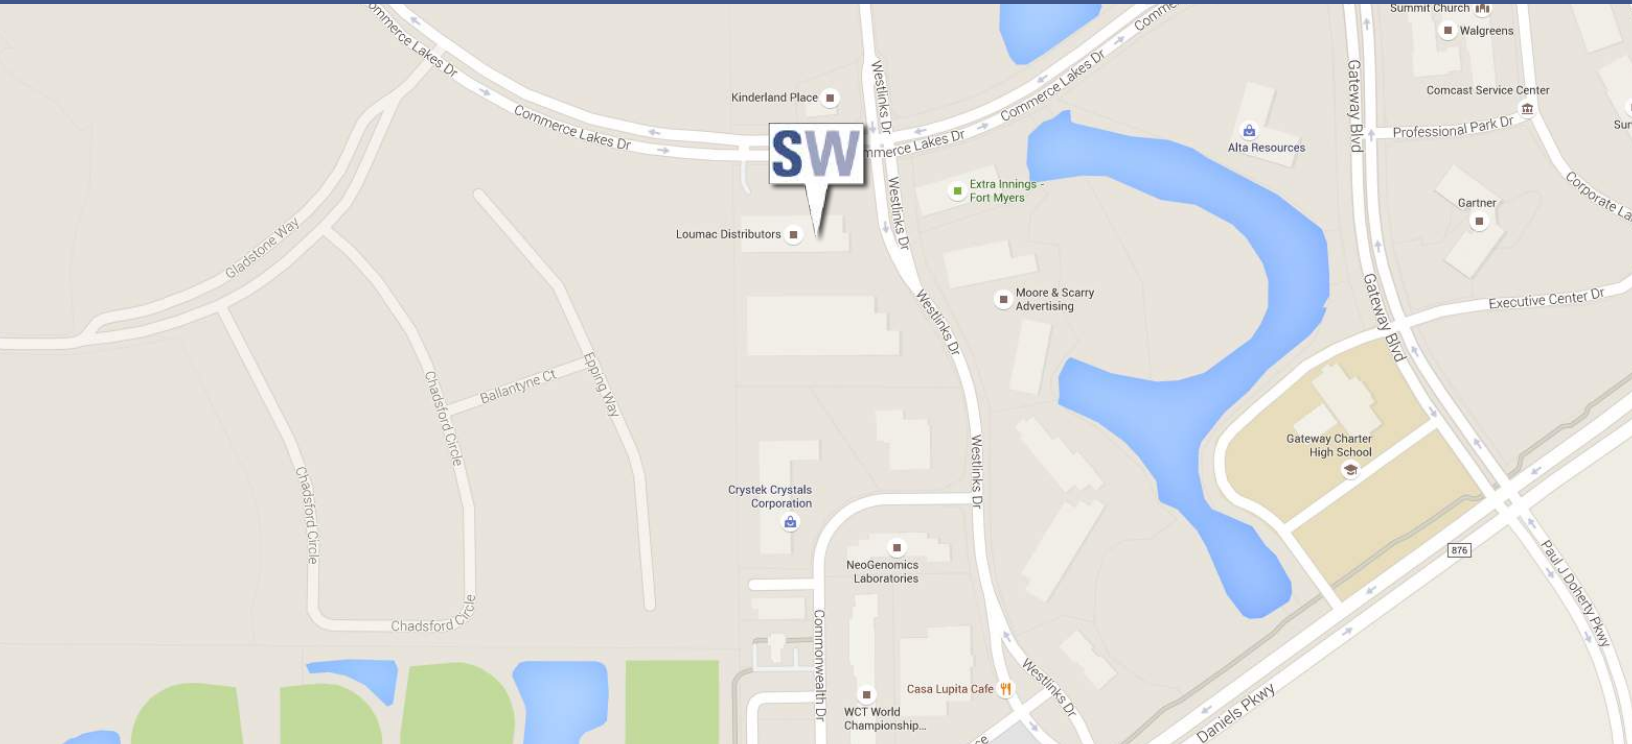 Summit Church
Walgreens
Commerce Lakes Dr
Westlinks Dr
Gateway Blvd
Comcast Service Center
Kinderland Place
Commerce Lakes Dr
Commerce Lakes Dr
Professional Park Dr
SW
Commerce Lakes Dr
Alta Resources
Extra Innings -
Fort Myers
Westlinks Dr
Gartner
Gladstone Way
Loumac Distributors
Moore & Scarry
Advertising
Westlinks Dr
Gateway Blvd
Executive Center Dr
Ballantyne Ct
Chadsford Circle
Epping Way
Gateway Charter
High School
Westlinks Dr
Crystek Crystals
Corporation
Chadsford Circle
NeoGenomics
Laboratories
876
Paul J Doherty Pkwy
Chadsford Circle
Commonwealth Dr
Casa Lupita Cafe
Westlinks Dr
WCT World
Championship...
Daniels Pkwy